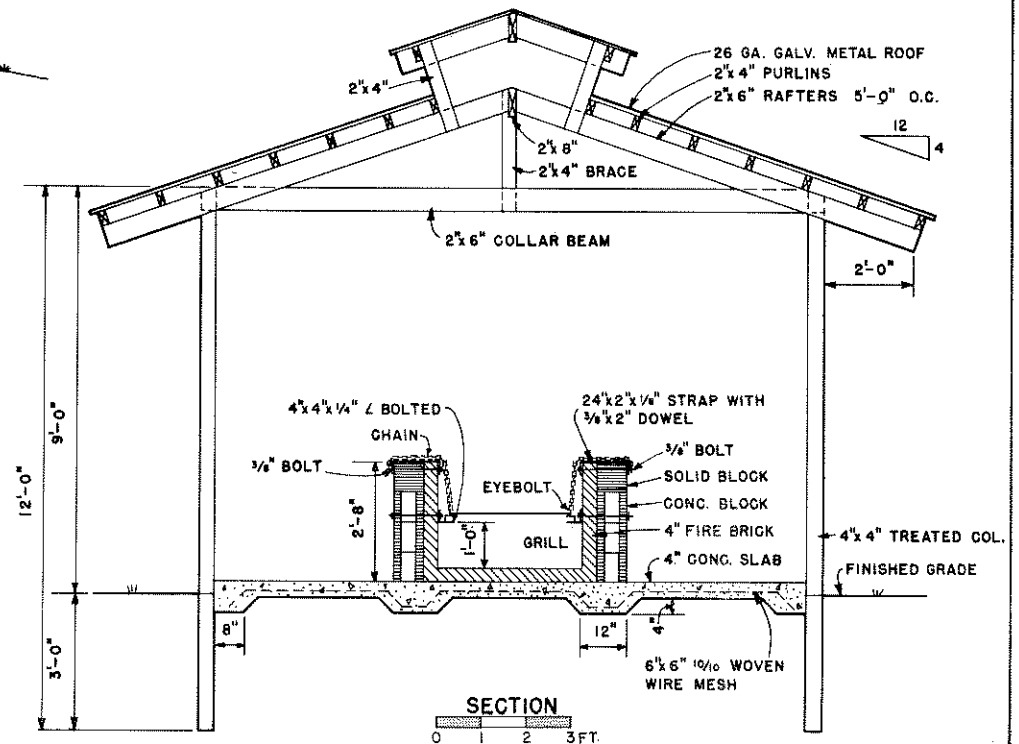 26 GA. GALV. METAL ROOF
2"x 4" PURLINS
2"x 6" RAFTERS 5'-0" O.C.
2"x 4"
12
4
2"x 8"
2"x 4" BRACE
2"x 6" COLLAR BEAM
2'-0"
4"x 4"x 1/4" ∠ BOLTED
CHAIN
3/8" BOLT
24"x 2"x 1/8" STRAP WITH
3/8"x 2" DOWEL
3/8" BOLT
SOLID BLOCK
EYEBOLT
CONC. BLOCK
4" FIRE BRICK
GRILL
4" CONC. SLAB
4"x 4" TREATED COL.
FINISHED GRADE
12'-0"
9'-0"
3'-0"
2'-8"
1'-0"
8"
12"
4"
6"x 6" 10/10 WOVEN
WIRE MESH
SECTION
0 1 2 3 FT.